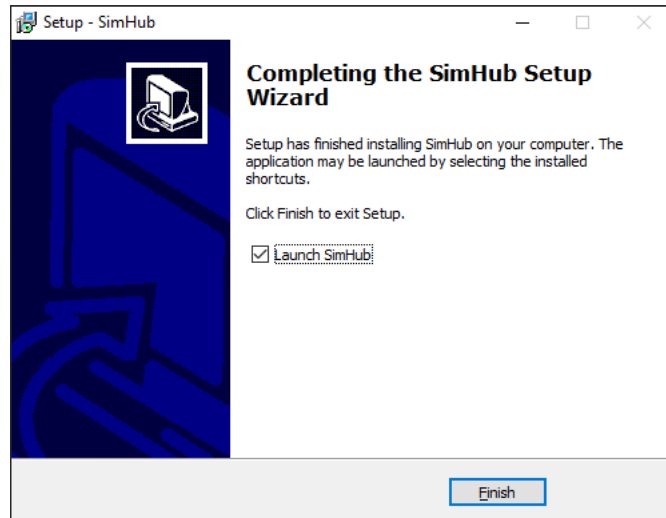 Setup - SimHub
Completing the SimHub Setup
Wizard
Setup has finished installing SimHub on your computer. The
application may be launched by selecting the installed
shortcuts.
Click Finish to exit Setup.
Launch SimHub
Finish